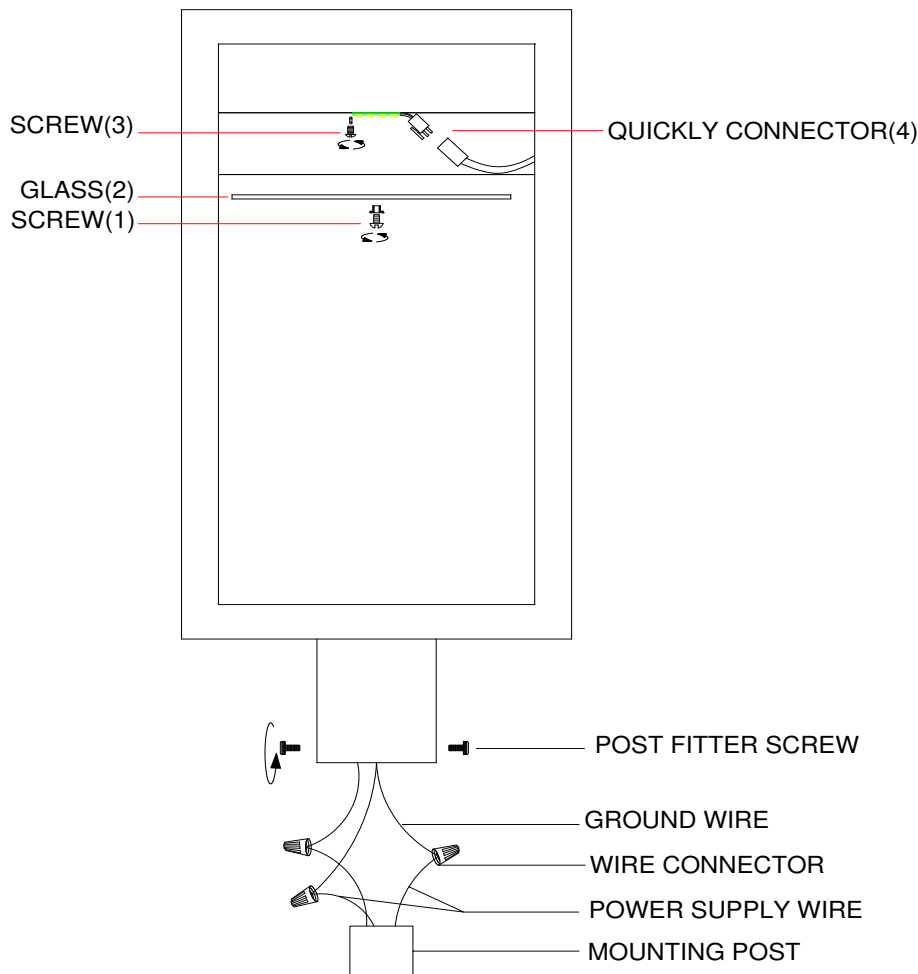 SCREW(3)
QUICKLY CONNECTOR(4)
GLASS(2)
SCREW(1)
POST FITTER SCREW
GROUND WIRE
WIRE CONNECTOR
POWER SUPPLY WIRE
MOUNTING POST